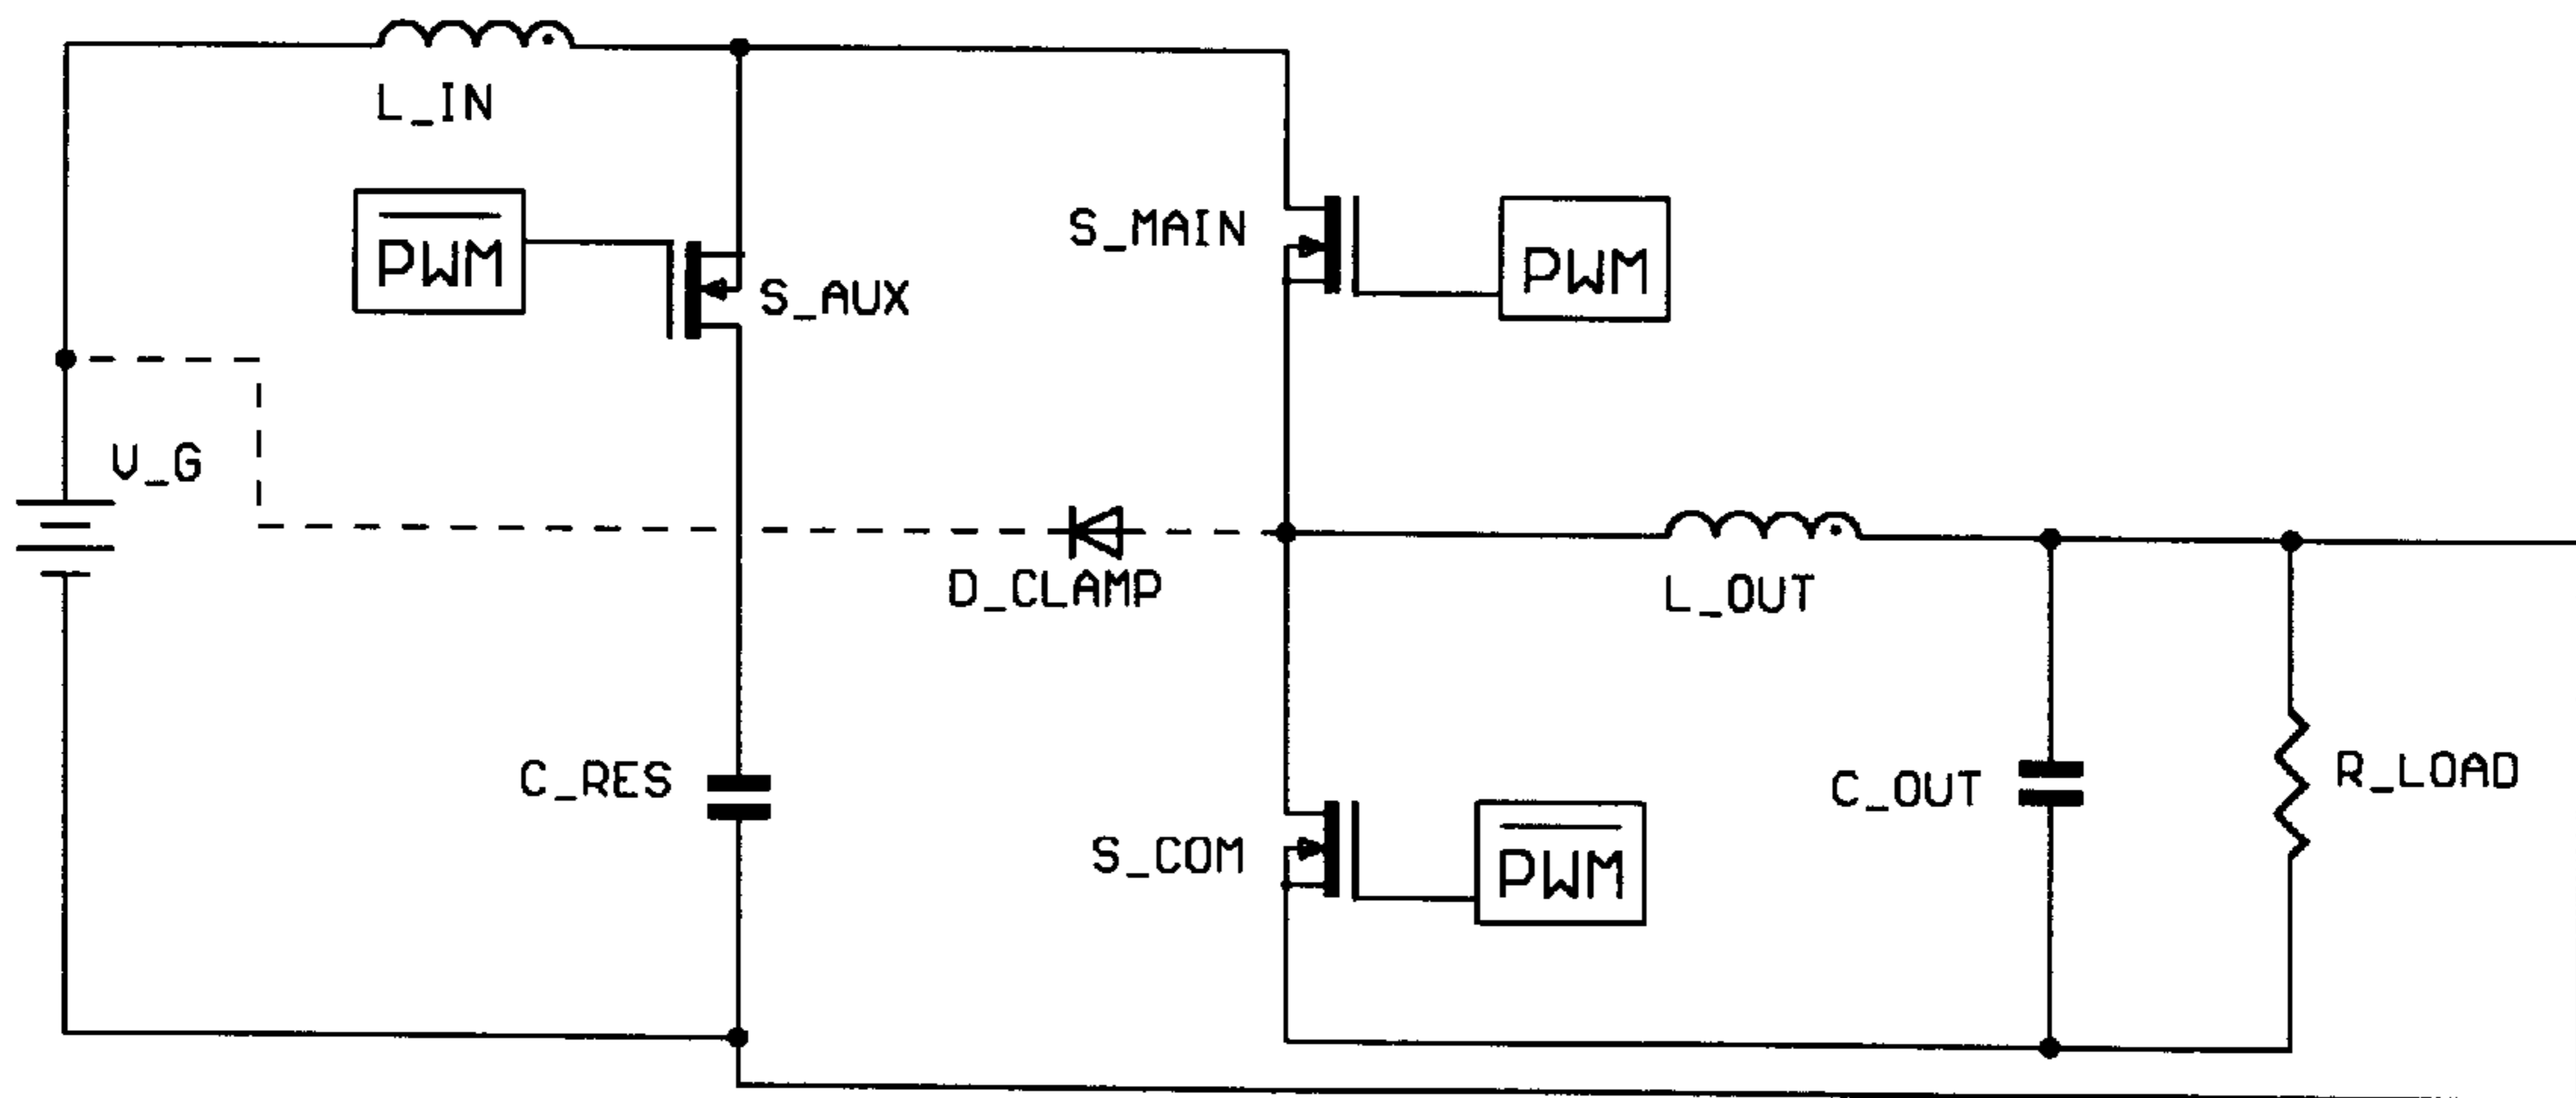 L_IN
PWM
S_AUX
S_MAIN
PWM
V_G
D_CLAMP
L_OUT
C_RES
S_COM
PWM
C_OUT
R_LOAD